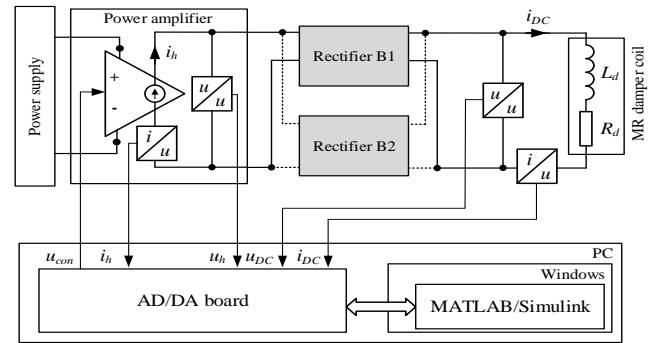 Power amplifier
Power supply
+
-
i_h
i
u
u
u
Rectifier B1
Rectifier B2
i_DC
u
u
i
u
L_d
R_d
MR damper coil
u_con
i_h
u_h
u_DC
i_DC
PC
AD/DA board
Windows
MATLAB/Simulink